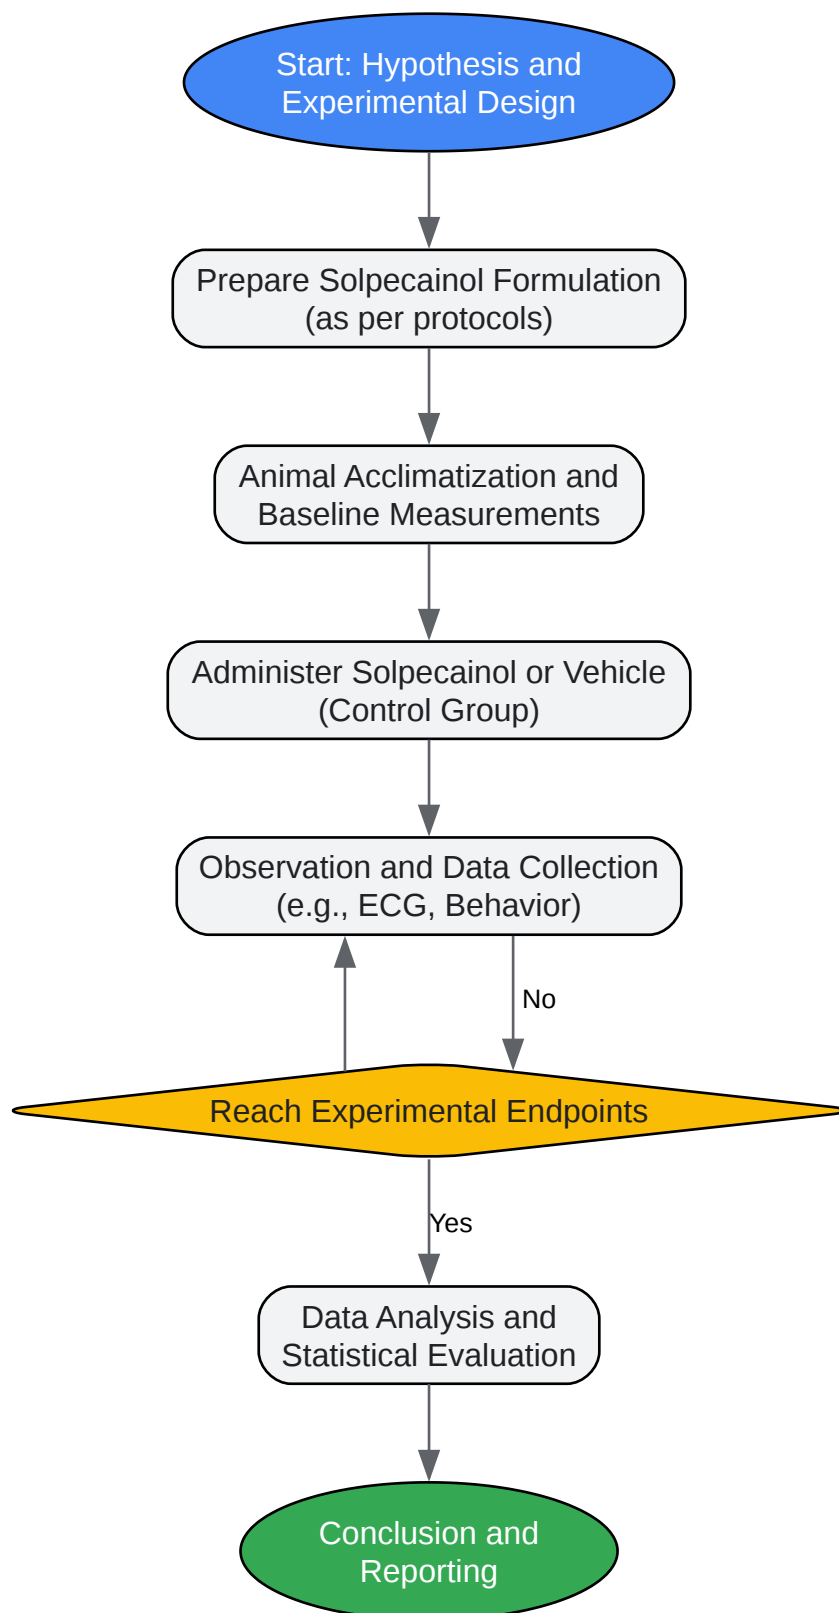 Start: Hypothesis and
Experimental Design
Prepare Solpecainol Formulation
(as per protocols)
Animal Acclimatization and
Baseline Measurements
Administer Solpecainol or Vehicle
(Control Group)
Observation and Data Collection
(e.g., ECG, Behavior)
No
Reach Experimental Endpoints
Yes
Data Analysis and
Statistical Evaluation
Conclusion and
Reporting